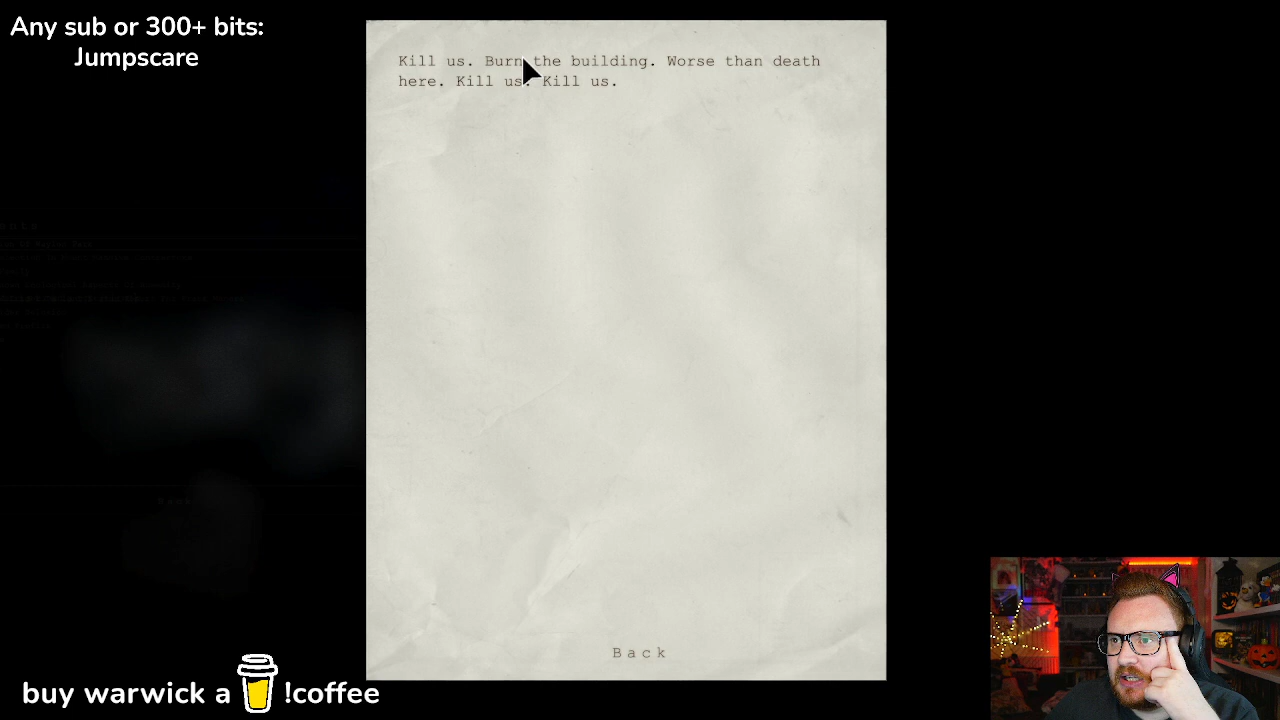 Any sub or 300+ bits:
Jumpscare
Kill us. Burn the building. Worse than death
here. Kill us. Kill us.
Back
buy warwick a !coffee